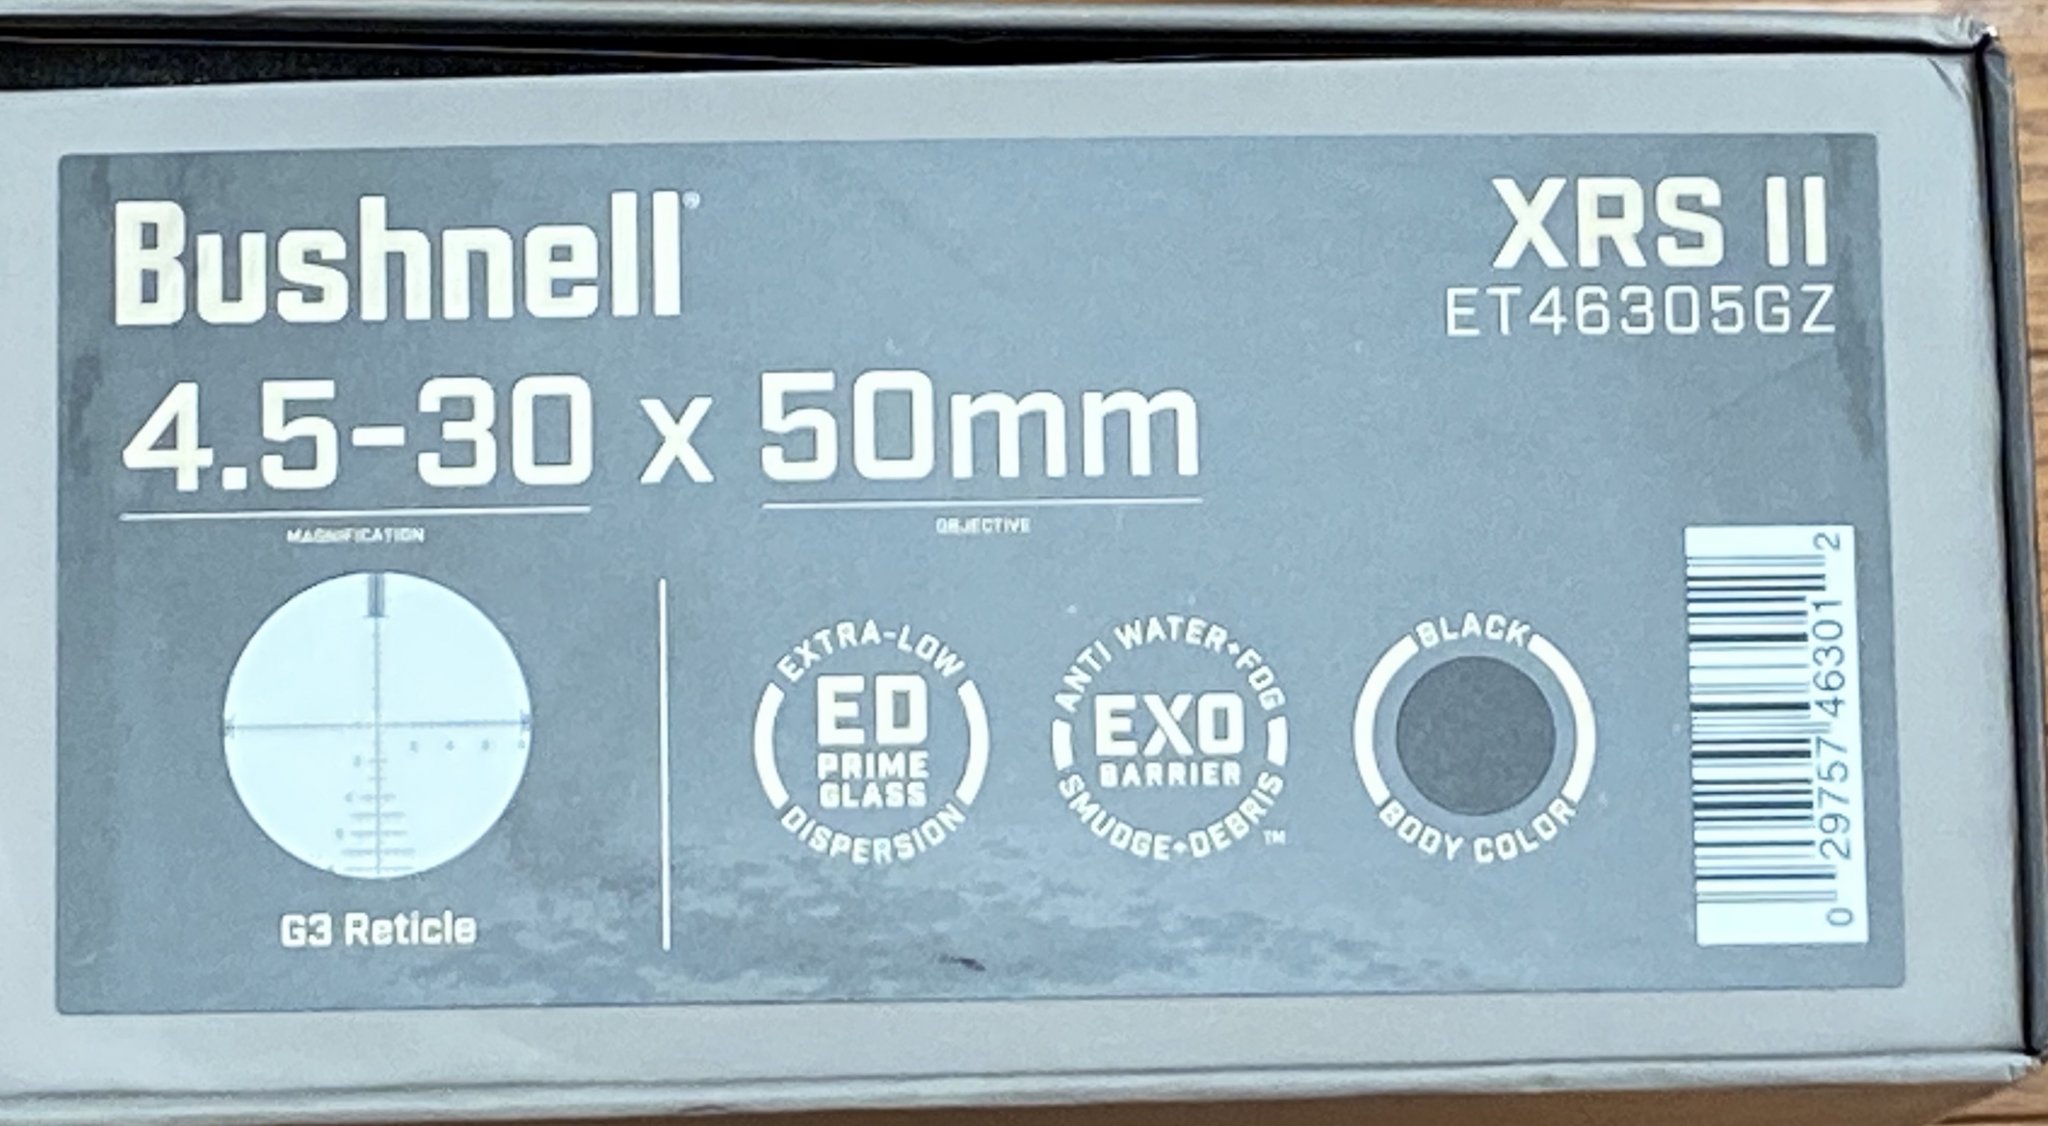 Bushnell®
XRS II
ET46305GZ
4.5-30 x 50mm
MAGNIFICATION
OBJECTIVE
G3 Reticle
EXTRA-LOW
ED
PRIME
GLASS
DISPERSION
ANTI WATER+FOG
EXO
BARRIER
SMUDGE+DEBRIS™
BLACK
BODY COLOR
0 29757 46301 2